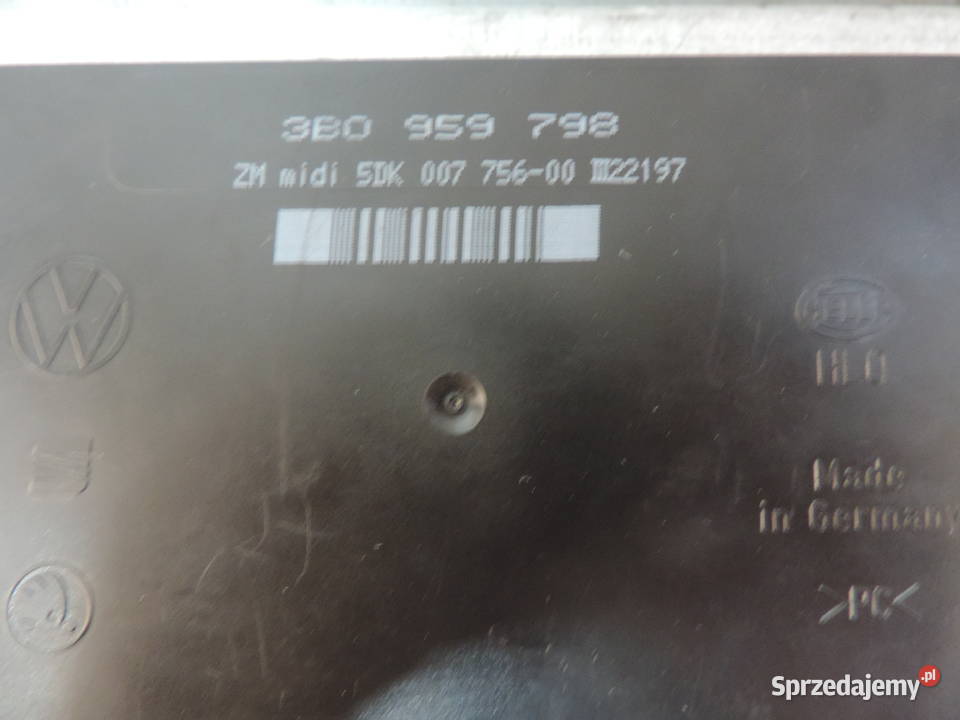 3B0 959 798
ZM midi 5DK 007 756-00 III22197
Made
in Germany
>PC<
Sprzedajemy.pl